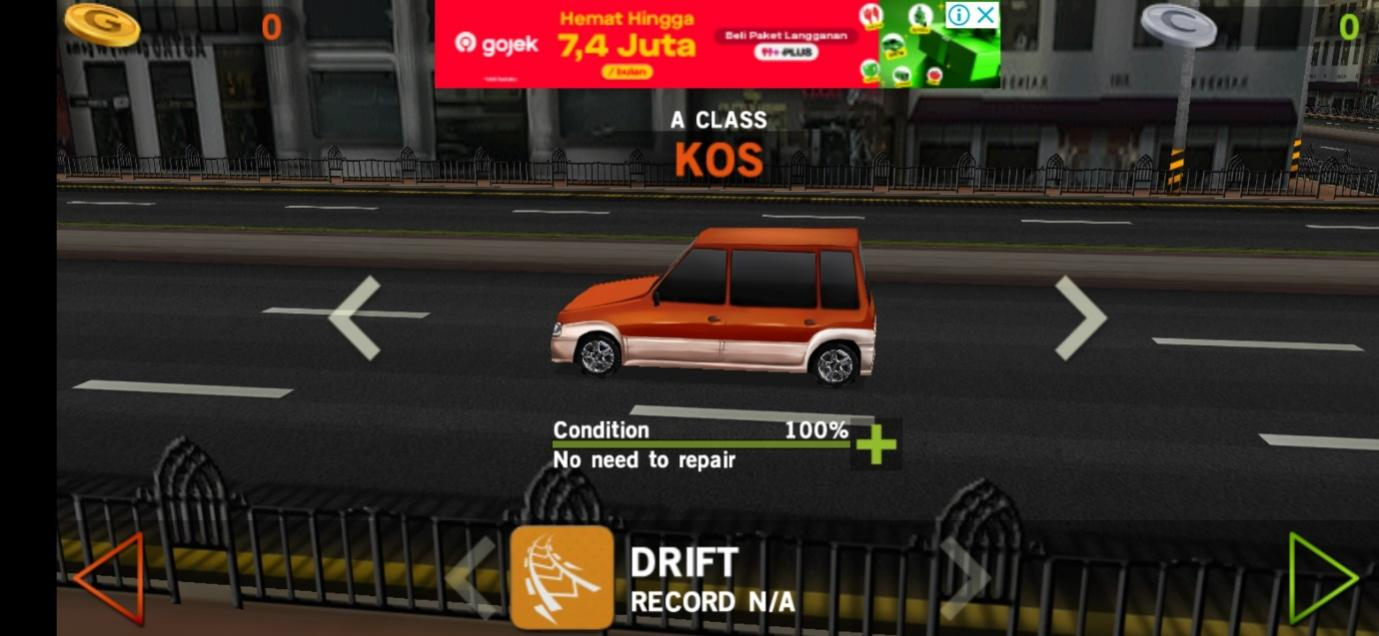 G
0
gojek
Hemat Hingga
7,4 Juta
/ bulan
Beli Paket Langganan
PLUS
C
0
A CLASS
KOS
Condition 100%
No need to repair
DRIFT
RECORD N/A